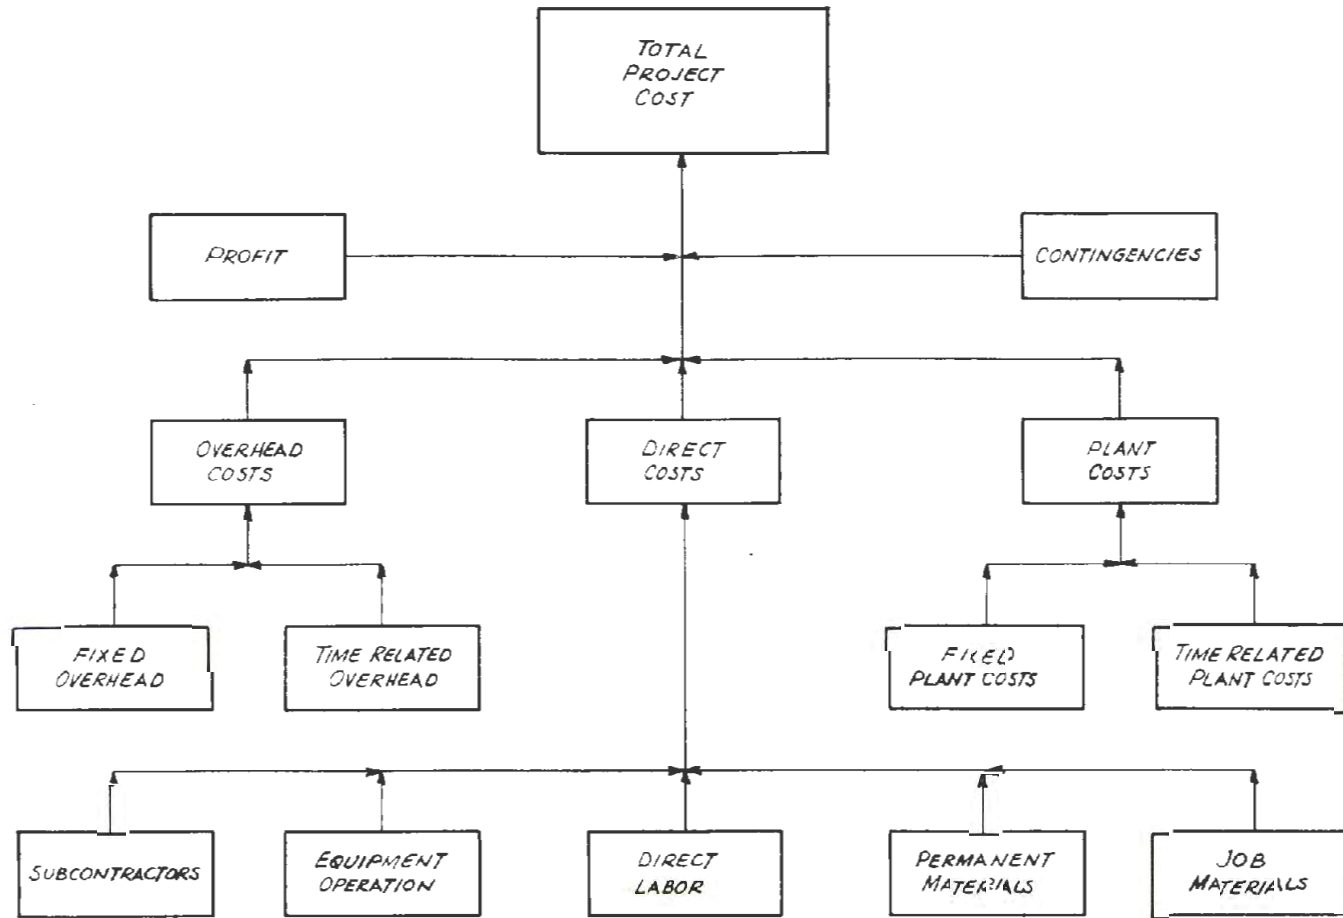 TOTAL
PROJECT
COST
PROFIT
CONTINGENCIES
OVERHEAD
COSTS
DIRECT
COSTS
PLANT
COSTS
FIXED
OVERHEAD
TIME RELATED
OVERHEAD
FIXED
PLANT COSTS
TIME RELATED
PLANT COSTS
SUBCONTRACTORS
EQUIPMENT
OPERATION
DIRECT
LABOR
PERMANENT
MATERIALS
JOB
MATERIALS